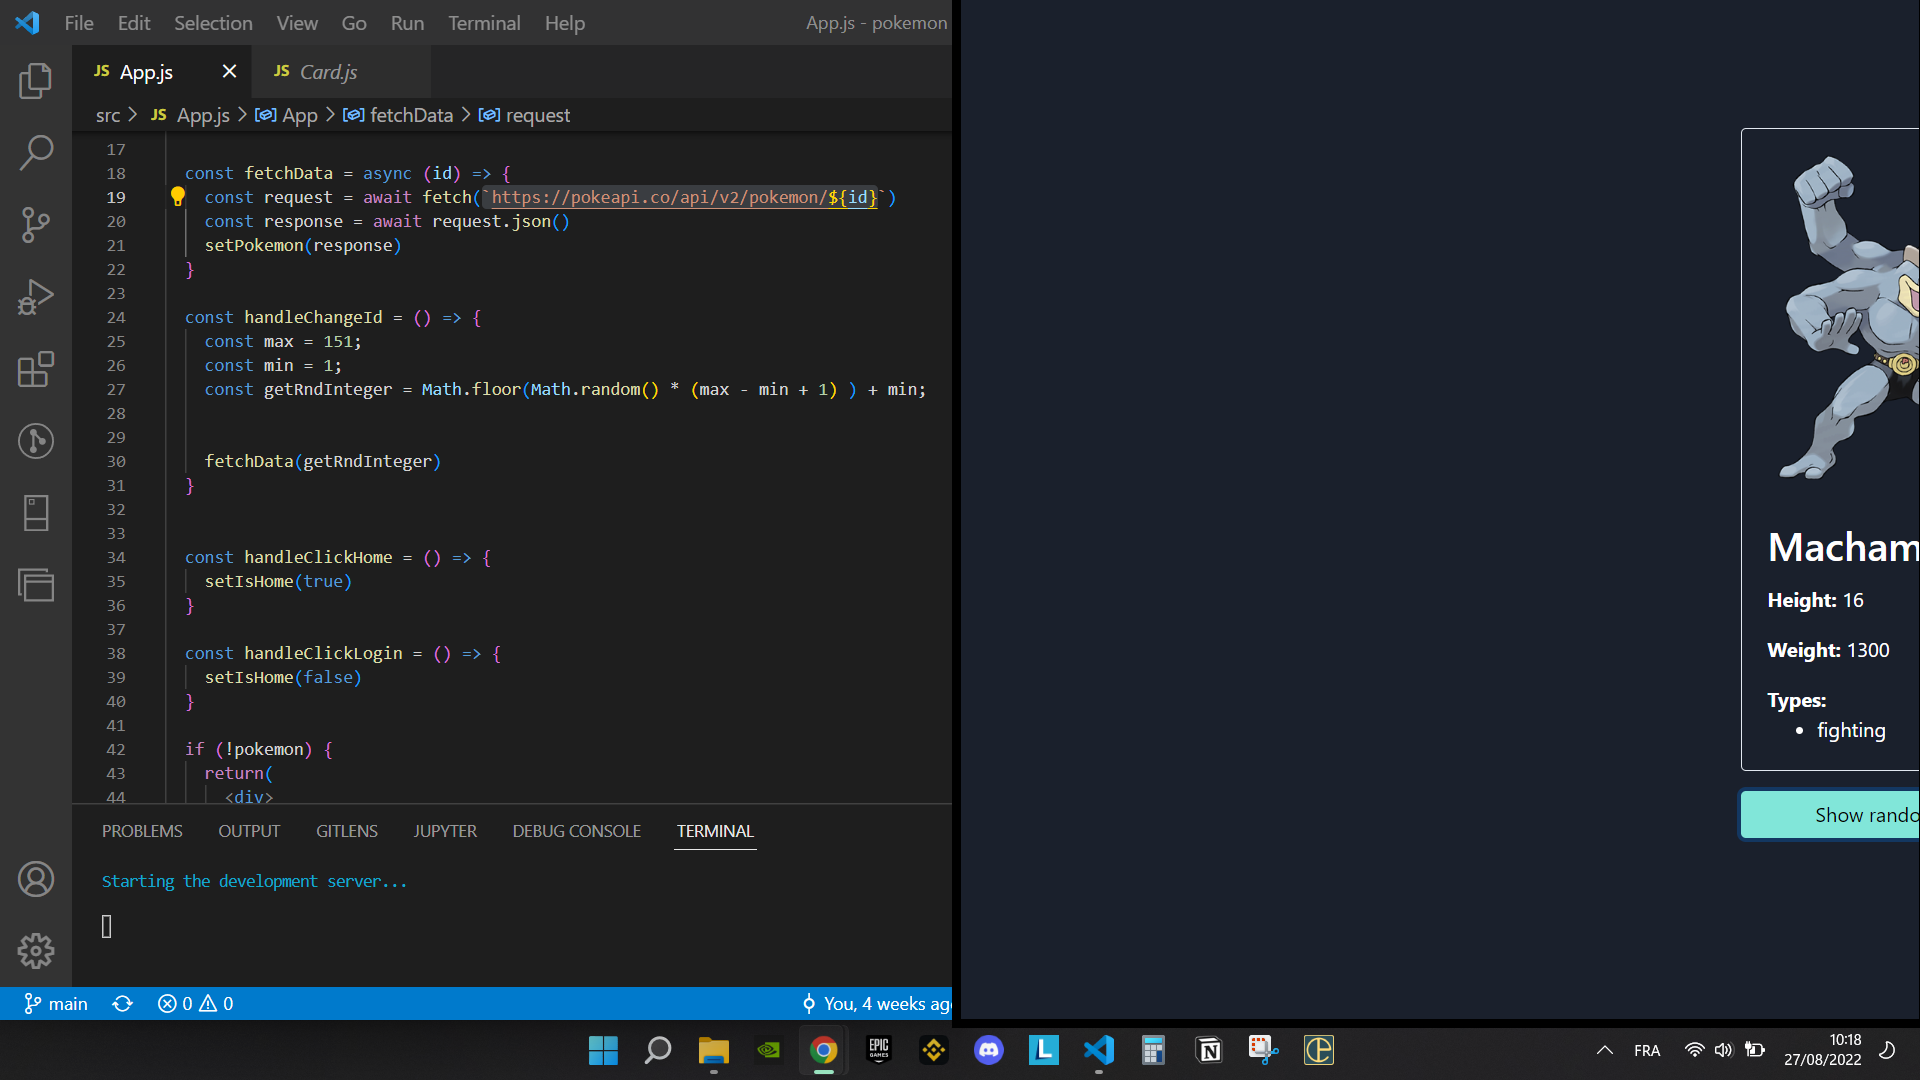 File Edit Selection View Go Run Terminal Help App.js - pokemon
JS App.js JS Card.js
src > JS App.js > App > fetchData > request
17
18 const fetchData = async (id) => {
19 const request = await fetch(`https://pokeapi.co/api/v2/pokemon/${id}`)
20 const response = await request.json()
21 setPokemon(response)
22 }
23
24 const handleChangeId = () => {
25 const max = 151;
26 const min = 1;
27 const getRndInteger = Math.floor(Math.random() * (max - min + 1) ) + min;
28
29
30 fetchData(getRndInteger)
31 }
32
33
34 const handleClickHome = () => {
35 setIsHome(true)
36 }
37
38 const handleClickLogin = () => {
39 setIsHome(false)
40 }
41
42 if (!pokemon) {
43 return(
44 <div>
PROBLEMS OUTPUT GITLENS JUPYTER DEBUG CONSOLE TERMINAL
Starting the development server...
main 0 0 You, 4 weeks ag
Macham
Height: 16
Weight: 1300
Types:
• fighting
Show rando
EPIC GAMES
L
N
FRA
10:18
27/08/2022